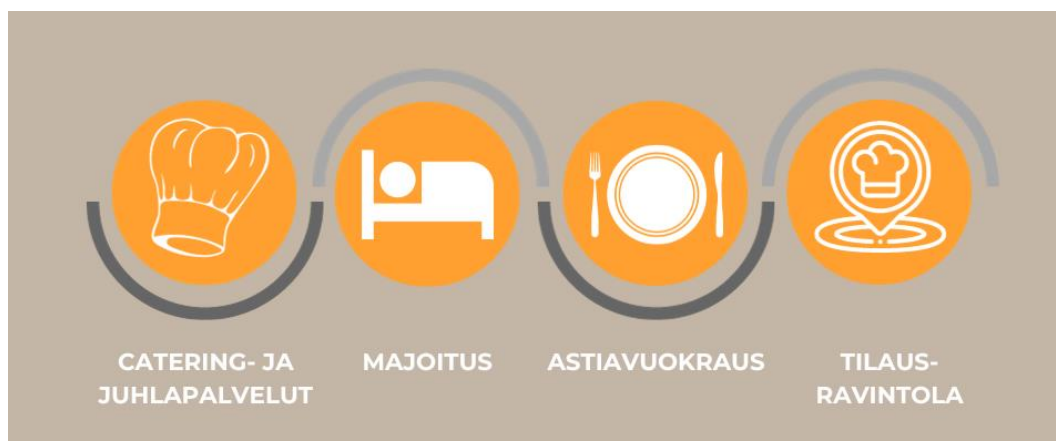 CATERING- JA
JUHLAPALVELUT
MAJOITUS
ASTIAVUOKRAUS
TILAUS-
RAVINTOLA